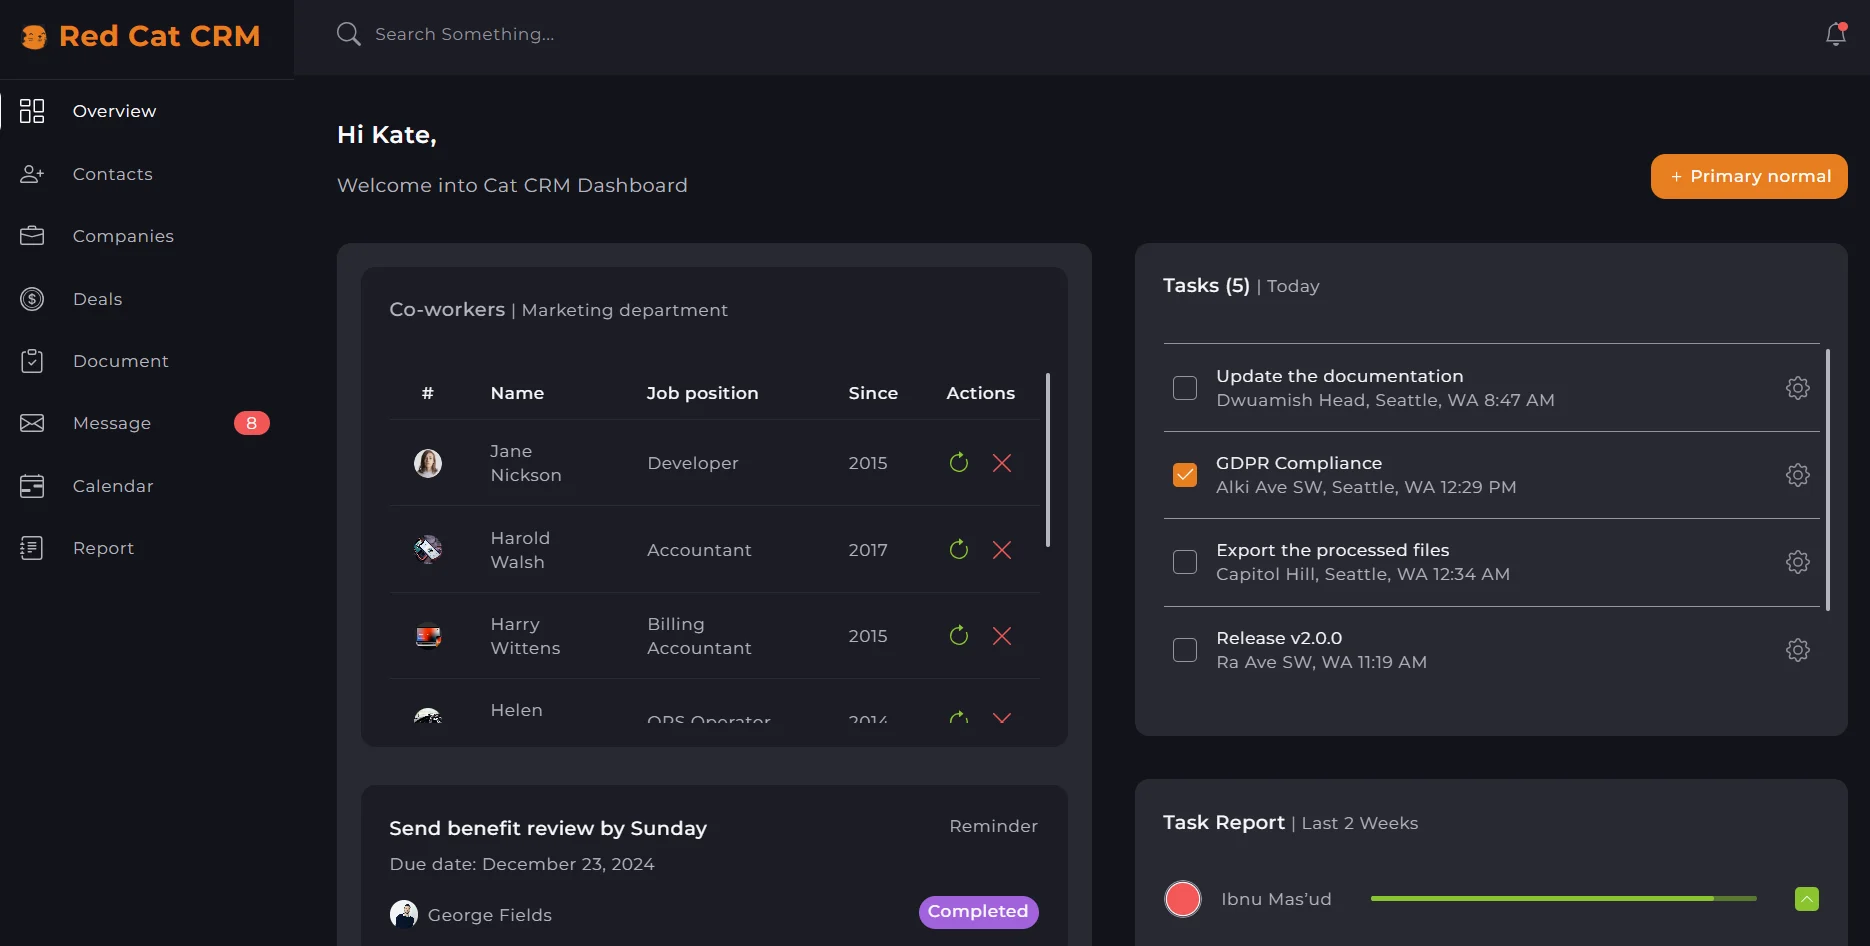 Red Cat CRM
Search Something...
Overview
Contacts
Companies
Deals
Document
Message 8
Calendar
Report
Hi Kate,
Welcome into Cat CRM Dashboard
+ Primary normal
Co-workers | Marketing department
# Name Job position Since Actions
Jane
Nickson
Developer 2015
Harold
Walsh
Accountant 2017
Harry
Wittens
Billing
Accountant
2015
Helen
OPS Operator 2014
Send benefit review by Sunday
Reminder
Due date: December 23, 2024
George Fields
Completed
Tasks (5) | Today
Update the documentation
Dwuamish Head, Seattle, WA 8:47 AM
GDPR Compliance
Alki Ave SW, Seattle, WA 12:29 PM
Export the processed files
Capitol Hill, Seattle, WA 12:34 AM
Release v2.0.0
Ra Ave SW, WA 11:19 AM
Task Report | Last 2 Weeks
Ibnu Mas’ud